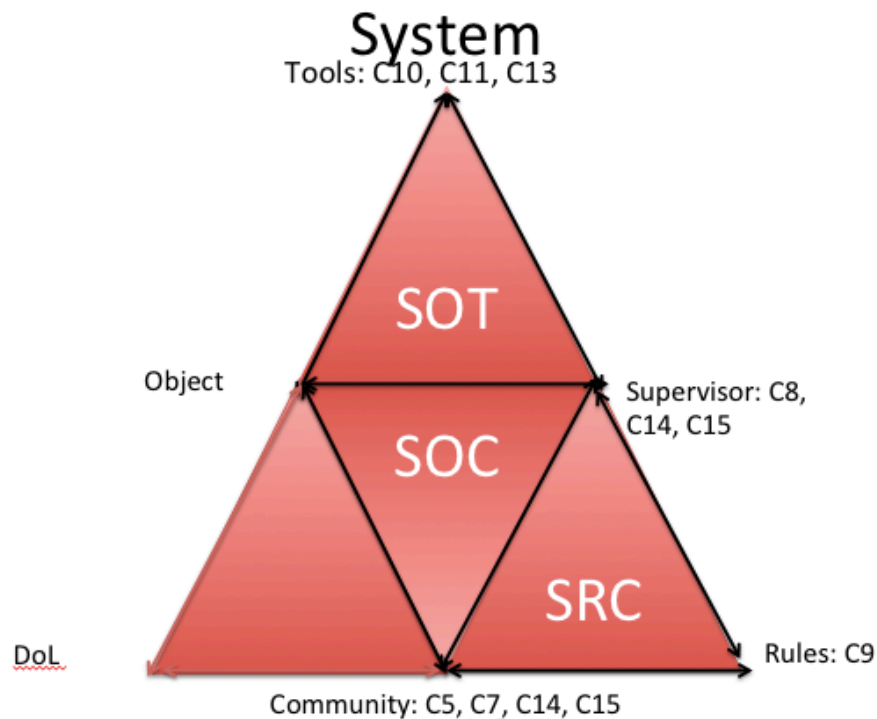 System
Tools: C10, C11, C13
SOT
Object
Supervisor: C8,
C14, C15
SOC
SRC
DoL
Rules: C9
Community: C5, C7, C14, C15